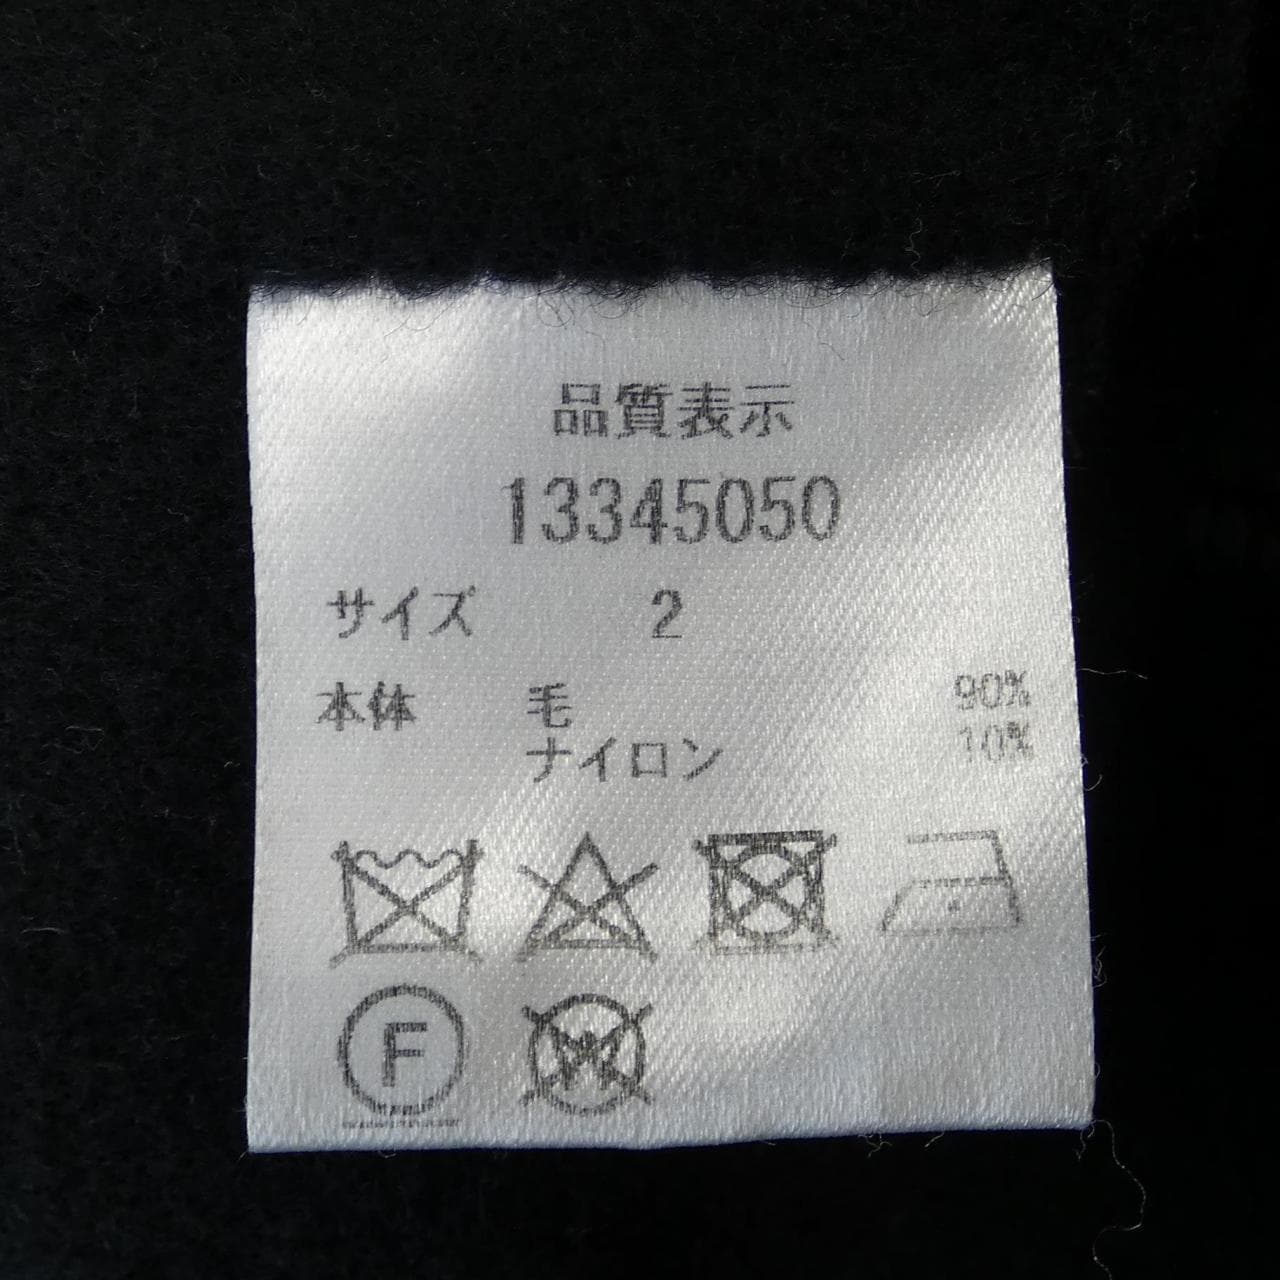 品質表示
13345050
サイズ 2
本体 毛 90%
ナイロン 10%
F
W